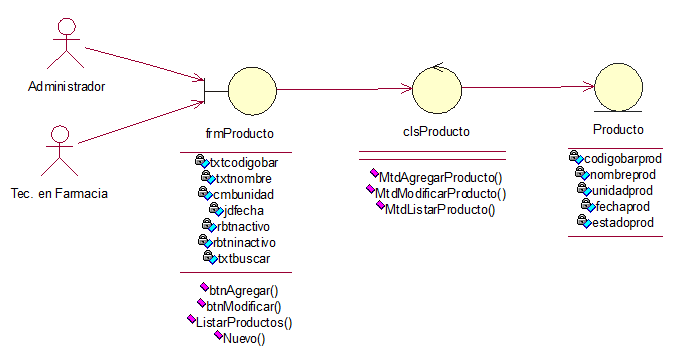 Administrador
Tec. en Farmacia
frmProducto
txtcodigobar
txtnombre
cmbunidad
jdfecha
rbtnactivo
rbtninactivo
txtbuscar
btnAgregar()
btnModificar()
ListarProductos()
Nuevo()
clsProducto
MtdAgregarProducto()
MtdModificarProducto()
MtdListarProducto()
Producto
codigobarprod
nombreprod
unidadprod
fechaprod
estadoprod